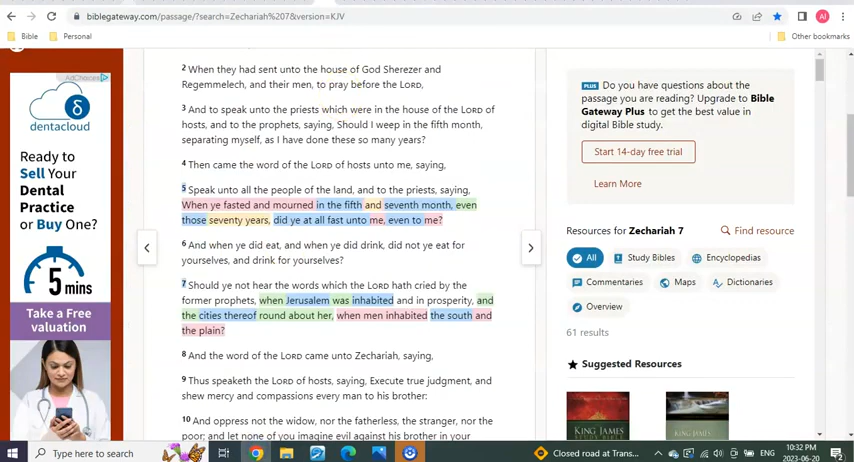 biblegateway.com/passage/?search=Zechariah%207&version=KJV
Bible
Personal
Other bookmarks
AdChoices
dentacloud
Ready to
Sell Your
Dental
Practice
or Buy One?
5
mins
Take a Free
valuation
2 When they had sent unto the house of God Sherezer and
Regemmelech, and their men, to pray before the LORD,
3 And to speak unto the priests which were in the house of the LORD of
hosts, and to the prophets, saying, Should I weep in the fifth month,
separating myself, as I have done these so many years?
4 Then came the word of the LORD of hosts unto me, saying,
5 Speak unto all the people of the land, and to the priests, saying,
When ye fasted and mourned in the fifth and seventh month, even
those seventy years, did ye at all fast unto me, even to me?
6 And when ye did eat, and when ye did drink, did not ye eat for
yourselves, and drink for yourselves?
7 Should ye not hear the words which the LORD hath cried by the
former prophets, when Jerusalem was inhabited and in prosperity, and
the cities thereof round about her, when men inhabited the south and
the plain?
8 And the word of the LORD came unto Zechariah, saying,
9 Thus speaketh the LORD of hosts, saying, Execute true judgment, and
shew mercy and compassions every man to his brother:
10 And oppress not the widow, nor the fatherless, the stranger, nor the
poor; and let none of you imagine evil against his brother in your
PLUS Do you have questions about the
passage you are reading? Upgrade to Bible
Gateway Plus to get the best value in
digital Bible study.
Start 14-day free trial
Learn More
Resources for Zechariah 7
Find resource
All
Study Bibles
Encyclopedias
Commentaries
Maps
Dictionaries
Overview
61 results
Suggested Resources
KING JAMES
KING JAMES
Type here to search
Closed road at Trans...
ENG
10:32 PM
2023-06-20
2